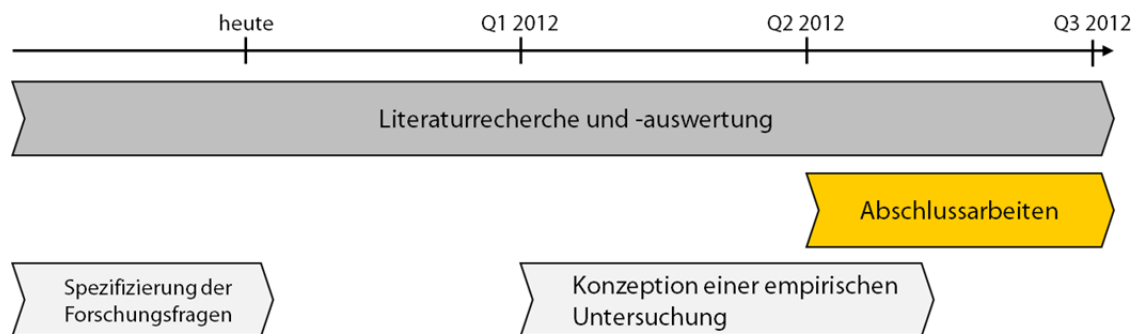 heute
Q1 2012
Q2 2012
Q3 2012
Literaturrecherche und -auswertung
Abschlussarbeiten
Spezifizierung der
Forschungsfragen
Konzeption einer empirischen
Untersuchung